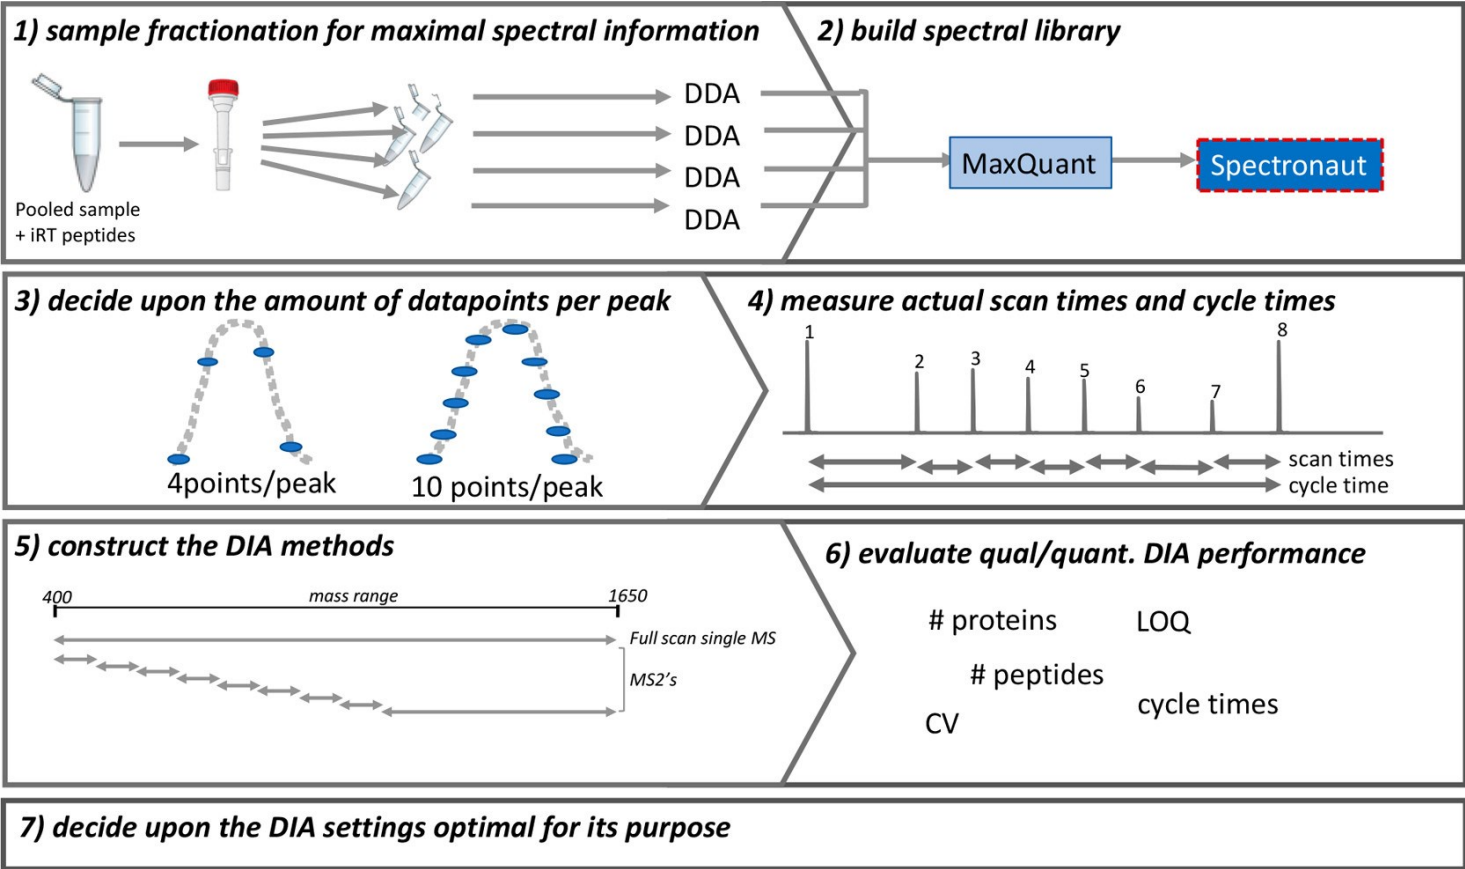 1) sample fractionation for maximal spectral information
2) build spectral library
DDA
DDA
DDA
DDA
MaxQuant
Spectronaut
Pooled sample
+ iRT peptides
3) decide upon the amount of datapoints per peak
4points/peak
10 points/peak
4) measure actual scan times and cycle times
1
2
3
4
5
6
7
8
scan times
cycle time
5) construct the DIA methods
400
mass range
1650
Full scan single MS
MS2's
6) evaluate qual/quant. DIA performance
# proteins
LOQ
# peptides
cycle times
CV
7) decide upon the DIA settings optimal for its purpose